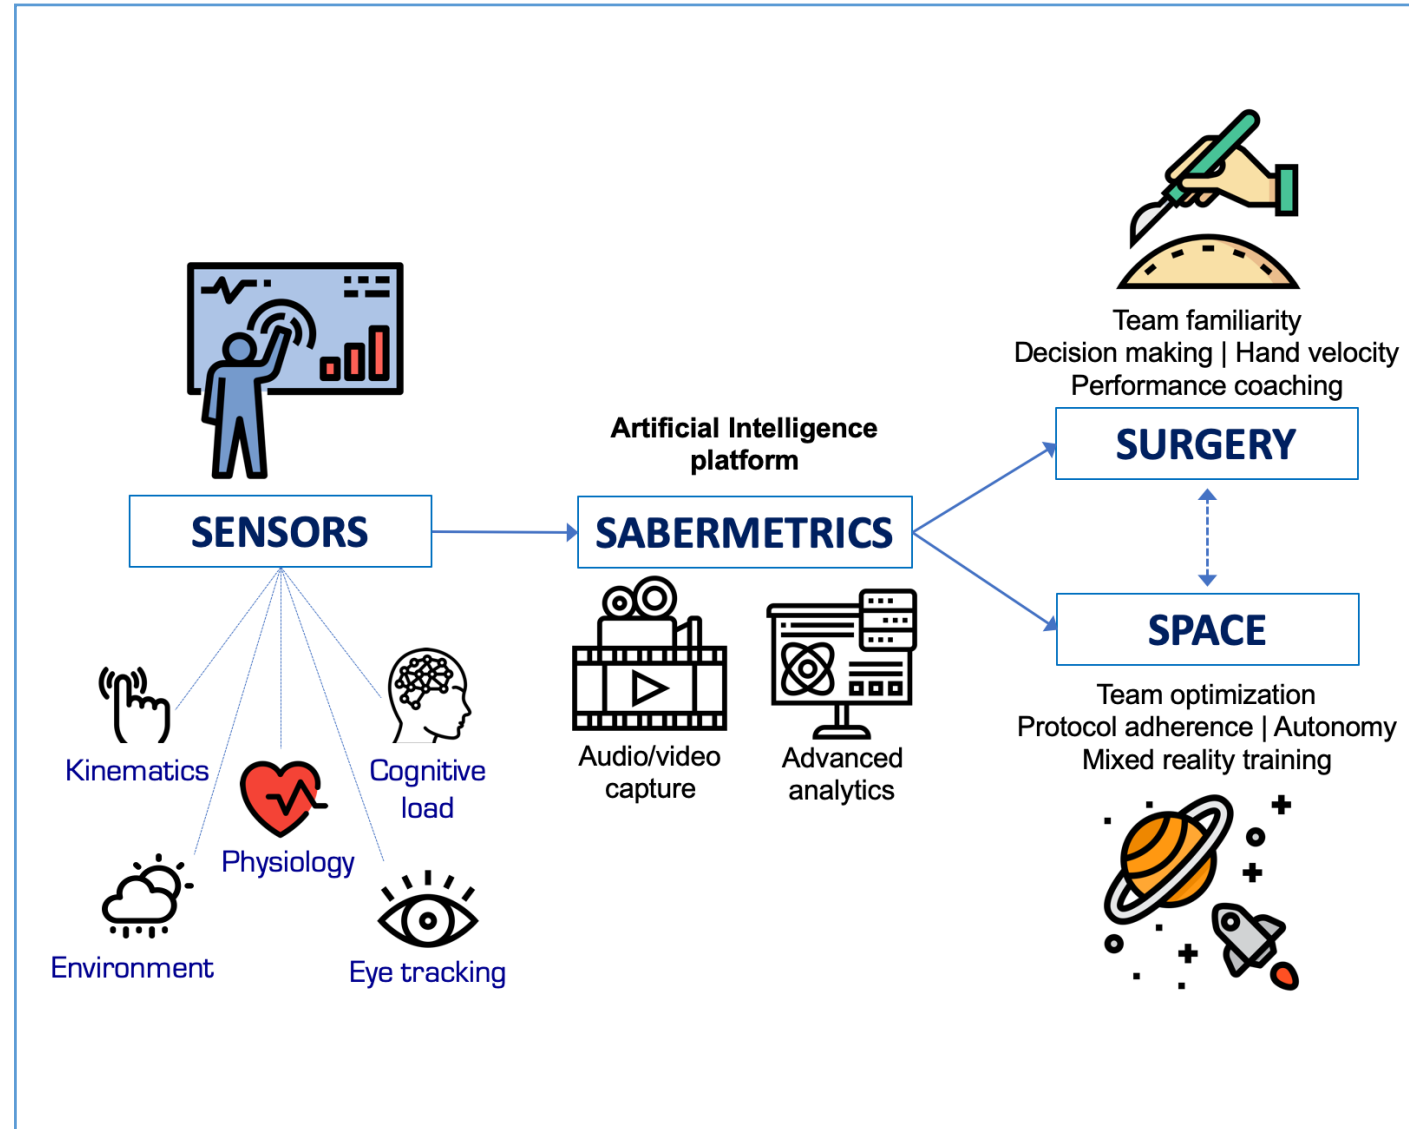 SENSORS
Kinematics
Cognitive
load
Physiology
Environment
Eye tracking
Artificial Intelligence
platform
SABERMETRICS
Audio/video
capture
Advanced
analytics
Team familiarity
Decision making | Hand velocity
Performance coaching
SURGERY
SPACE
Team optimization
Protocol adherence | Autonomy
Mixed reality training